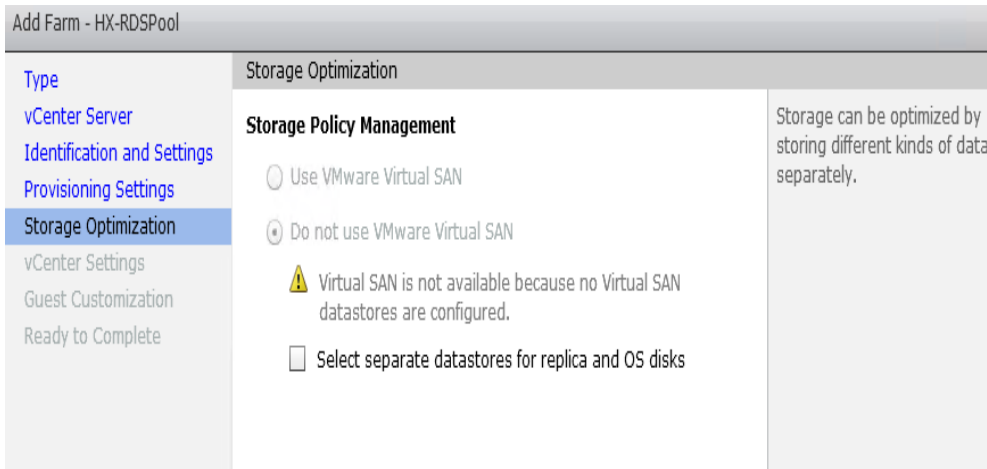 Add Farm - HX-RDSPool
Type
vCenter Server
Identification and Settings
Provisioning Settings
Storage Optimization
vCenter Settings
Guest Customization
Ready to Complete
Storage Optimization
Storage Policy Management
Use VMware Virtual SAN
Do not use VMware Virtual SAN
Virtual SAN is not available because no Virtual SAN
datastores are configured.
Select separate datastores for replica and OS disks
Storage can be optimized by
storing different kinds of data
separately.